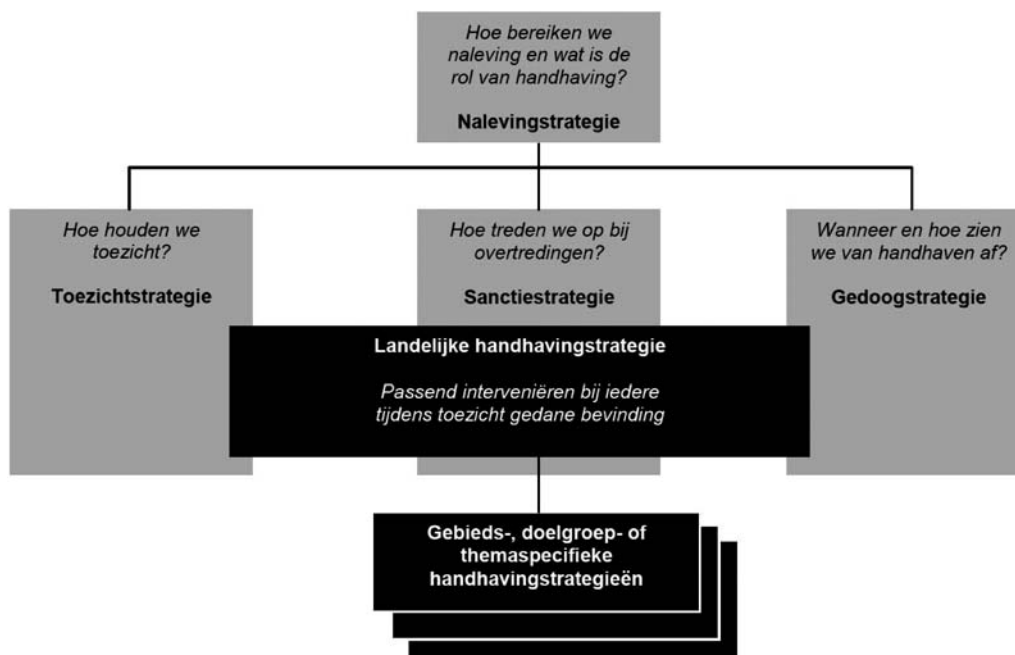 Hoe bereiken we
naleving en wat is de
rol van handhaving?
Nalevingstrategie
Hoe houden we
toezicht?
Toezichtstrategie
Hoe treden we op bij
overtredingen?
Sanctiestrategie
Wanneer en hoe zien
we van handhaven af?
Gedoogstrategie
Landelijke handhavingstrategie
Passend interveniëren bij iedere
tijdens toezicht gedane bevinding
Gebieds-, doelgroep- of
themaspecifieke
handhavingstrategieën